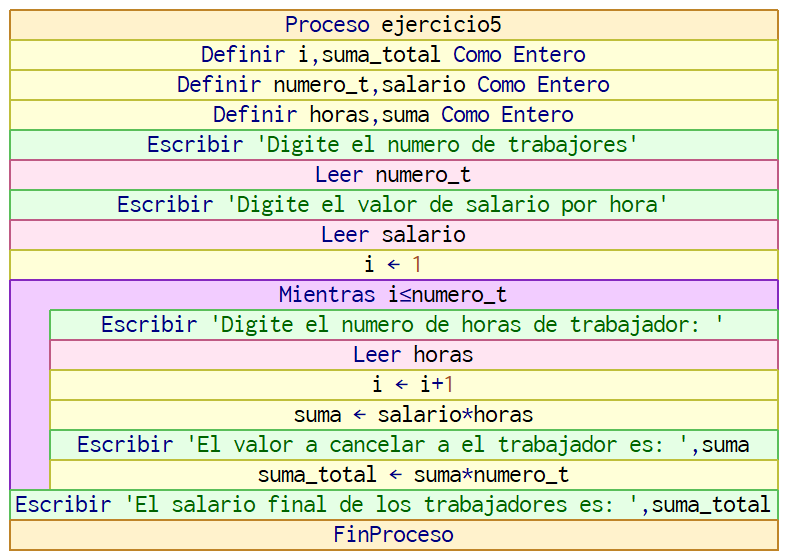 Proceso ejercicio5
Definir i,suma_total Como Entero
Definir numero_t,salario Como Entero
Definir horas,suma Como Entero
Escribir 'Digite el numero de trabajores'
Leer numero_t
Escribir 'Digite el valor de salario por hora'
Leer salario
i ← 1
Mientras i≤numero_t
Escribir 'Digite el numero de horas de trabajador: '
Leer horas
i ← i+1
suma ← salario*horas
Escribir 'El valor a cancelar a el trabajador es: ',suma
suma_total ← suma*numero_t
Escribir 'El salario final de los trabajadores es: ',suma_total
FinProceso